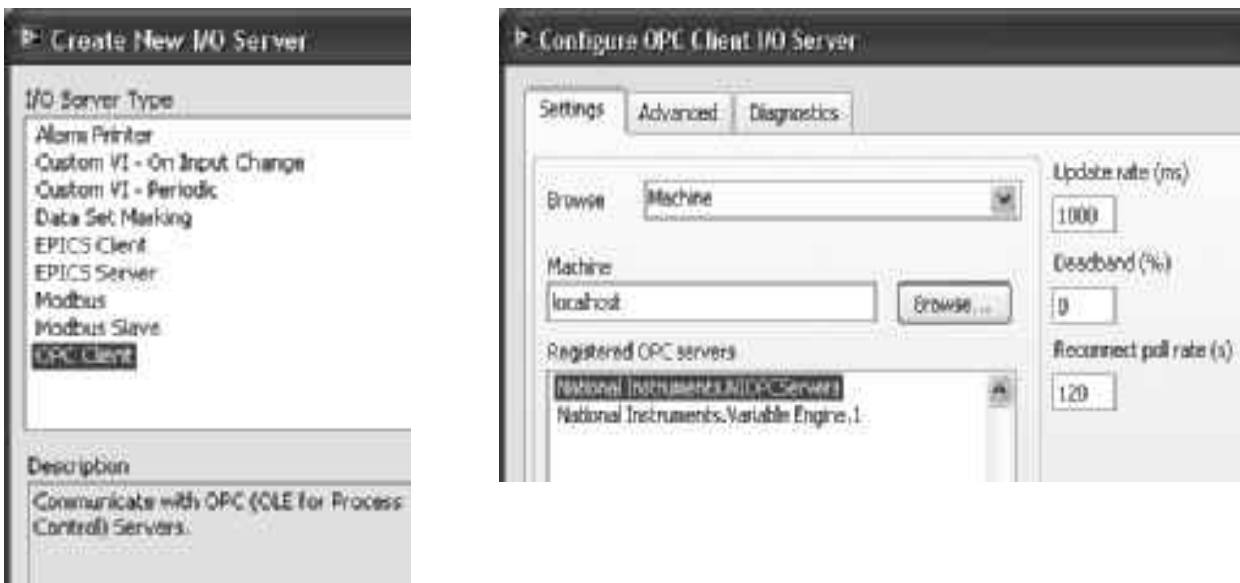 Create New I/O Server
I/O Server Type
Alarm Printer
Custom VI - On Input Change
Custom VI - Periodic
Data Set Marking
EPICS Client
EPICS Server
Modbus
Modbus Slave
OPC Client
Description
Communicate with OPC (OLE for Process
Control) Servers.
Configure OPC Client I/O Server
Settings
Advanced
Diagnostics
Browse
Machine
Machine
localhost
Browse...
Registered OPC servers
National Instruments.NIOPCServers
National Instruments.Variable Engine.1
Update rate (ms)
1000
Deadband (%)
0
Reconnect poll rate (s)
120